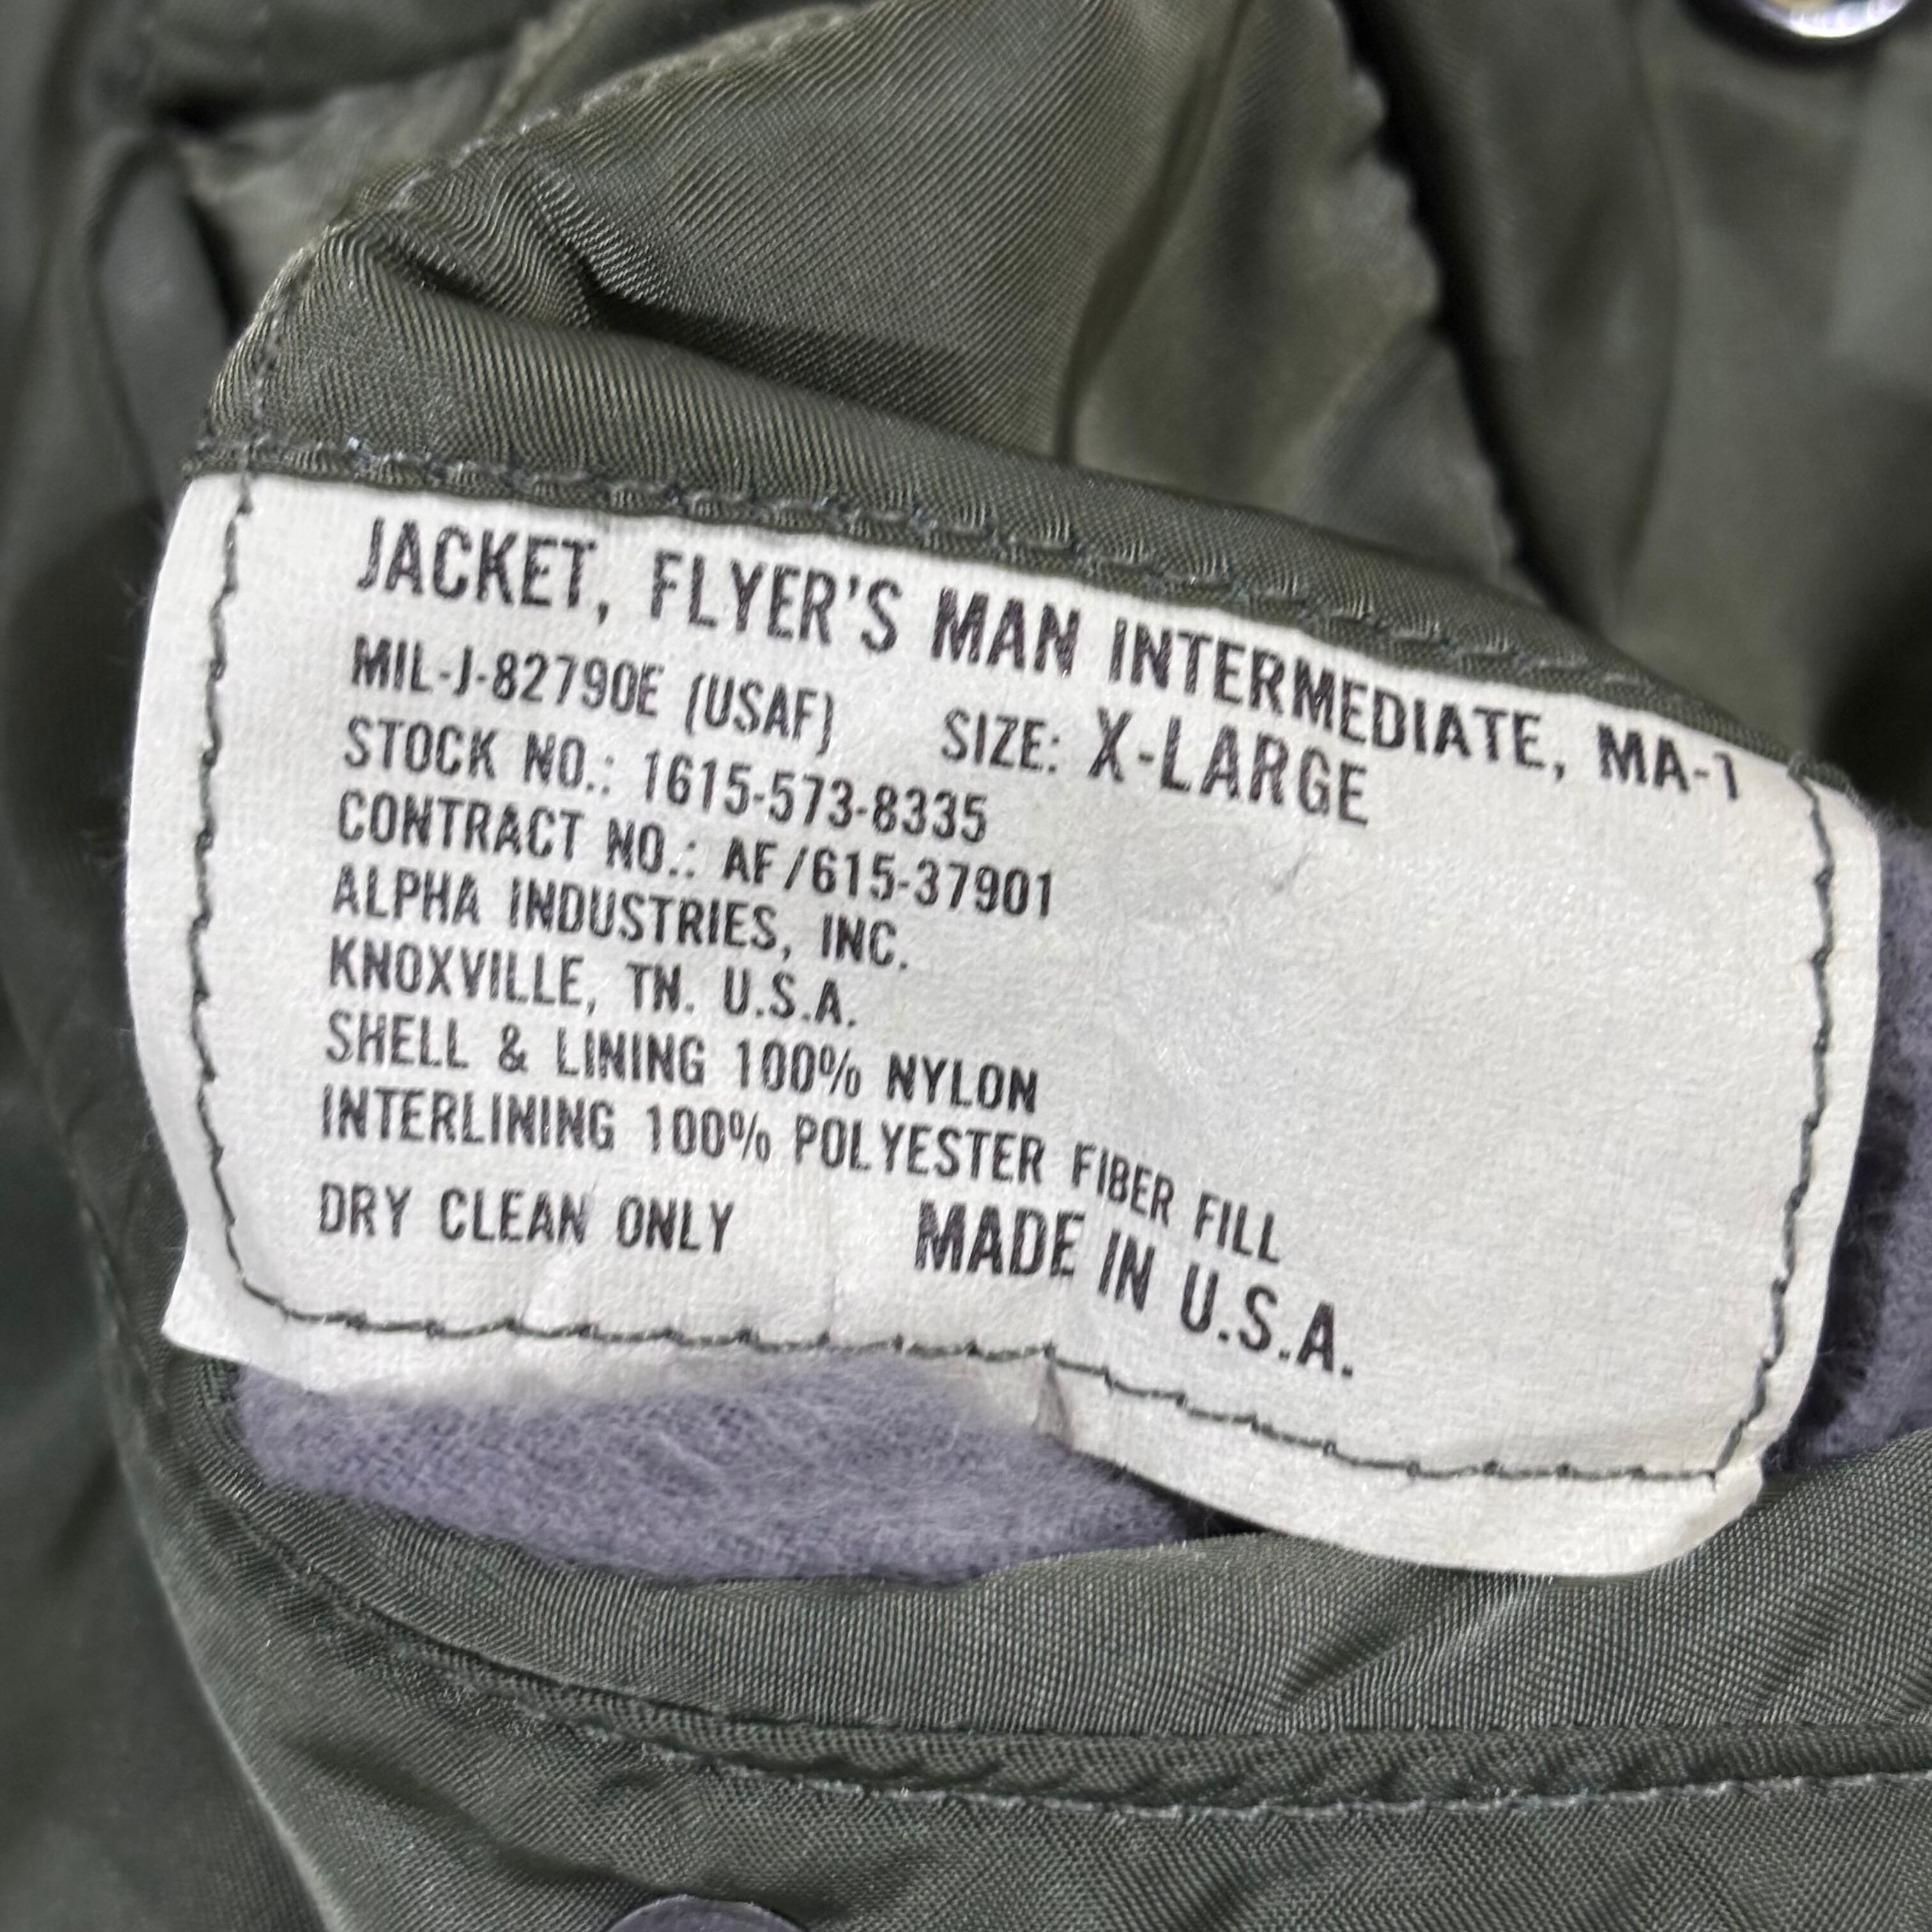 JACKET, FLYER'S MAN INTERMEDIATE, MA-1
MIL-J-82790E (USAF) SIZE: X-LARGE
STOCK NO.: 1615-573-8335
CONTRACT NO.: AF/615-37901
ALPHA INDUSTRIES, INC.
KNOXVILLE, TN. U.S.A.
SHELL & LINING 100% NYLON
INTERLINING 100% POLYESTER FIBER FILL
DRY CLEAN ONLY MADE IN U.S.A.